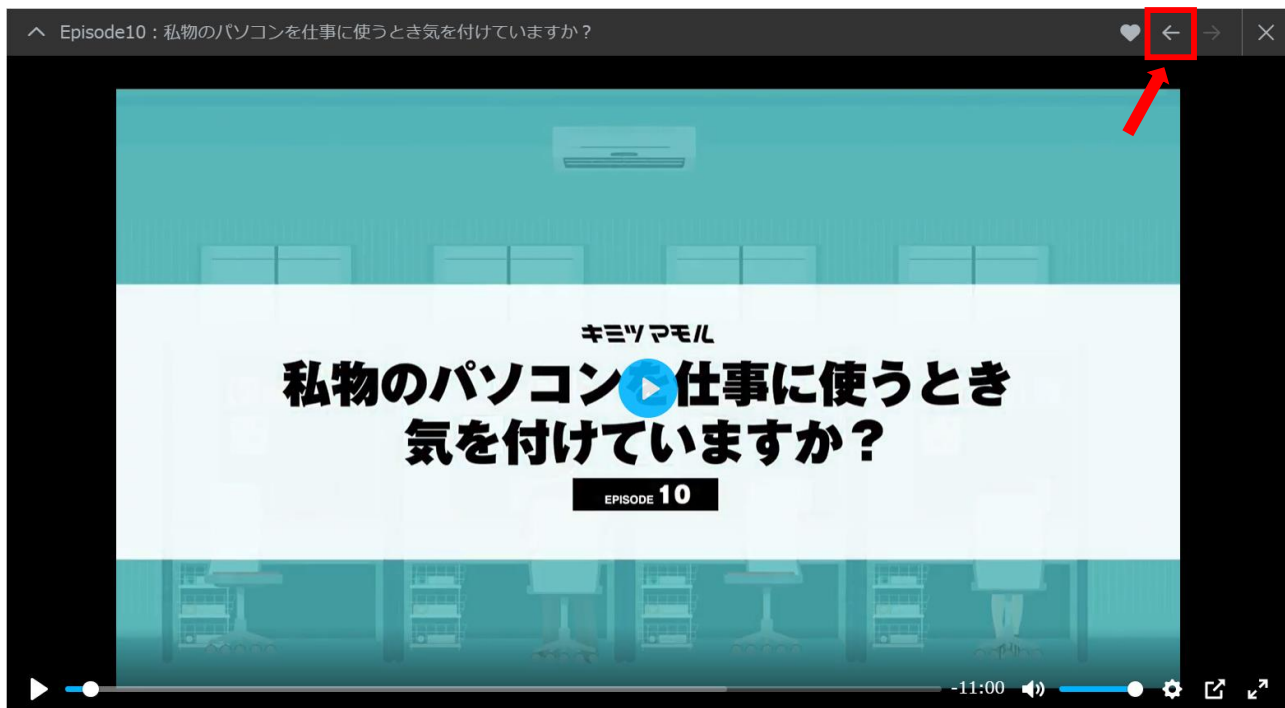 Episode10：私物のパソコンを仕事に使うとき気を付けていますか？
キミツ マモル
私物のパソコンを仕事に使うとき
気を付けていますか？
EPISODE 10
-11:00